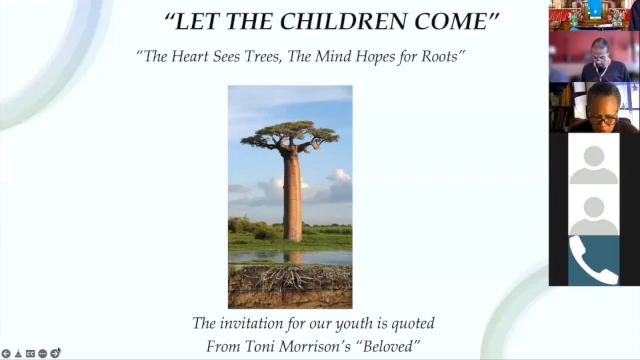 “LET THE CHILDREN COME”
“The Heart Sees Trees, The Mind Hopes for Roots”
The invitation for our youth is quoted
From Toni Morrison’s “Beloved”